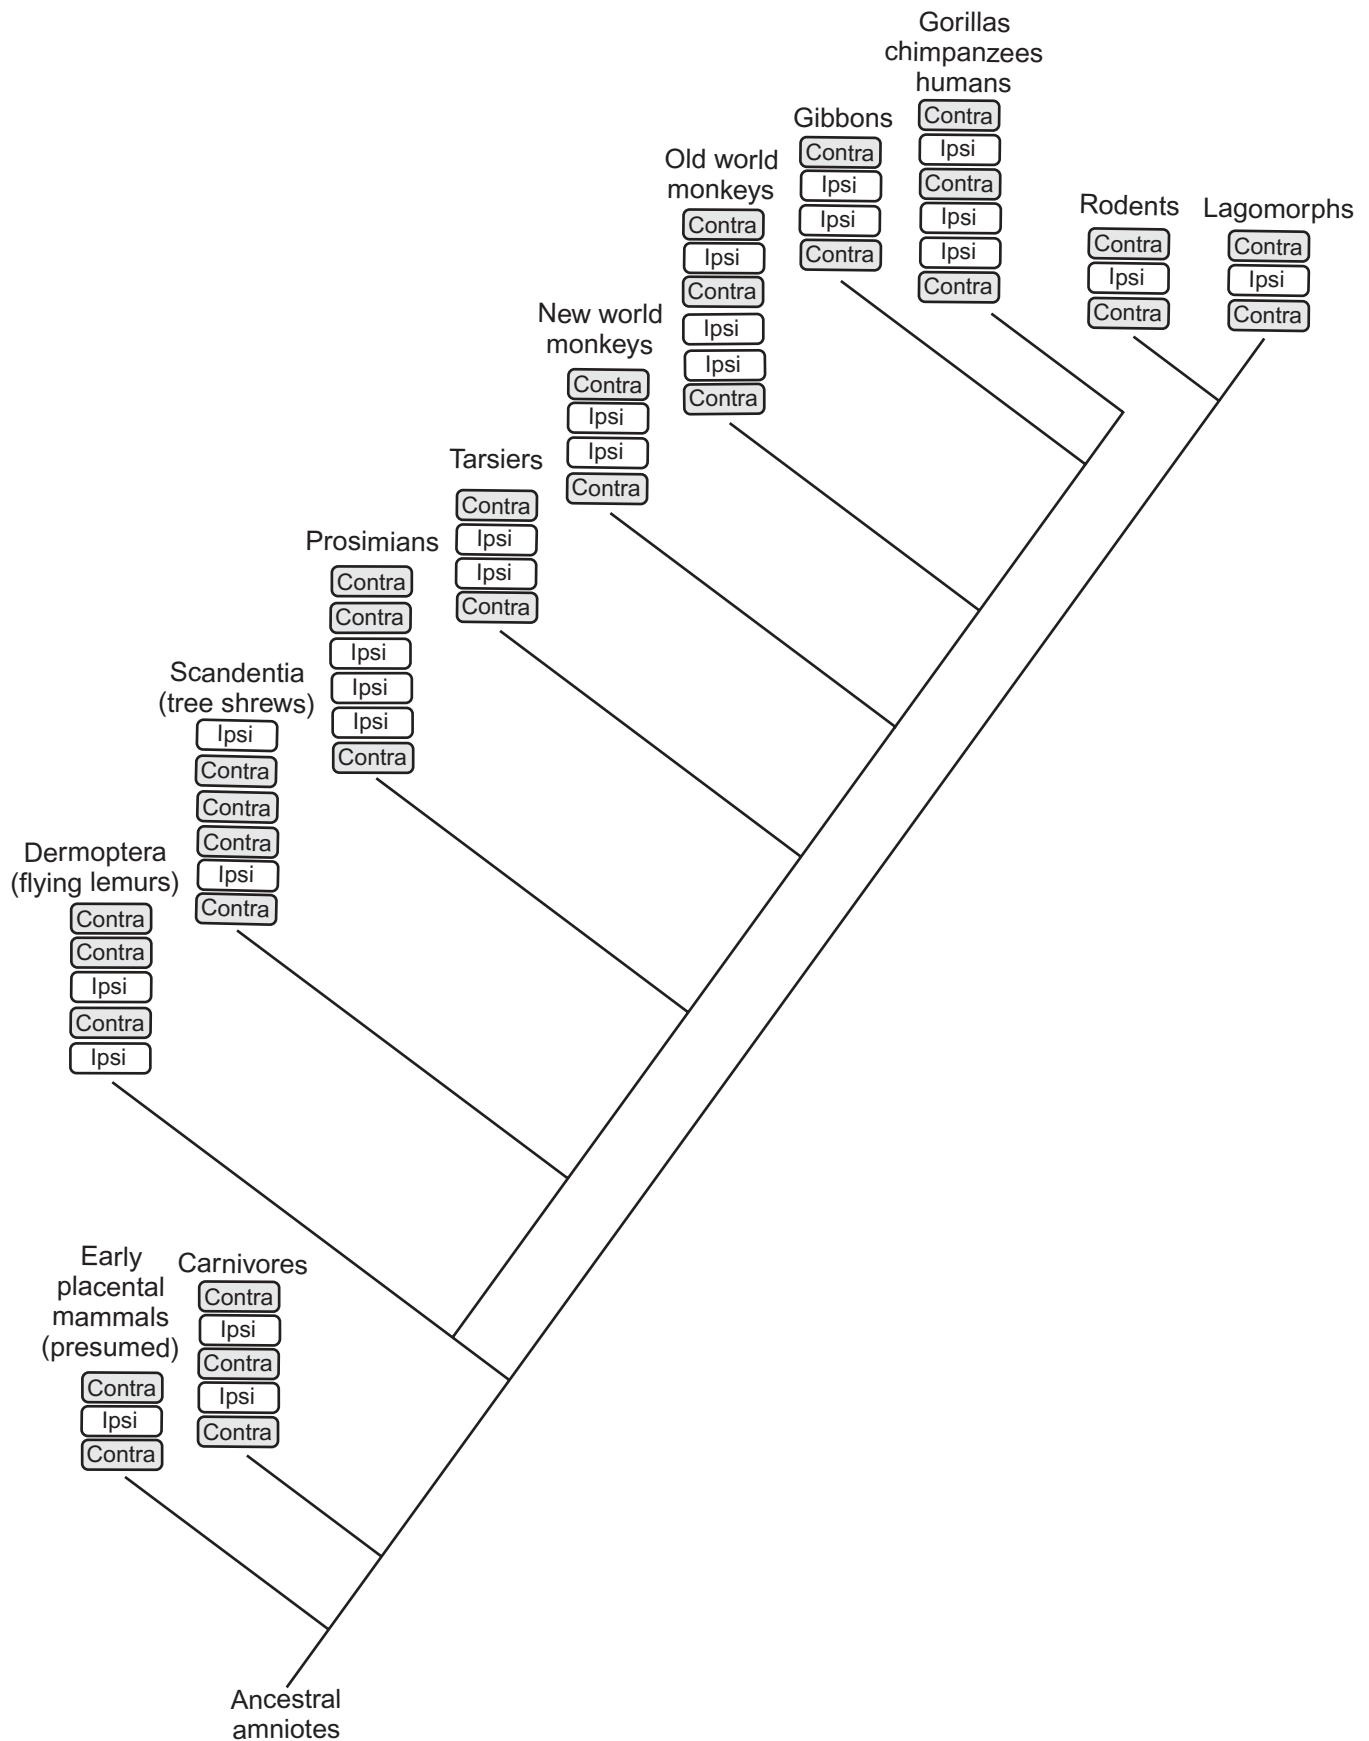 Gorillas
chimpanzees
humans
Contra
Ipsi
Contra
Ipsi
Ipsi
Contra
Gibbons
Contra
Ipsi
Ipsi
Contra
Old world
monkeys
Contra
Ipsi
Contra
Ipsi
Ipsi
Contra
Rodents
Contra
Ipsi
Contra
Lagomorphs
Contra
Ipsi
Contra
New world
monkeys
Contra
Ipsi
Ipsi
Contra
Tarsiers
Contra
Ipsi
Ipsi
Contra
Prosimians
Contra
Contra
Ipsi
Ipsi
Ipsi
Contra
Scandentia
(tree shrews)
Ipsi
Contra
Contra
Contra
Ipsi
Contra
Dermoptera
(flying lemurs)
Contra
Contra
Ipsi
Contra
Ipsi
Early
placental
mammals
(presumed)
Contra
Ipsi
Contra
Carnivores
Contra
Ipsi
Contra
Ipsi
Contra
Ancestral
amniotes